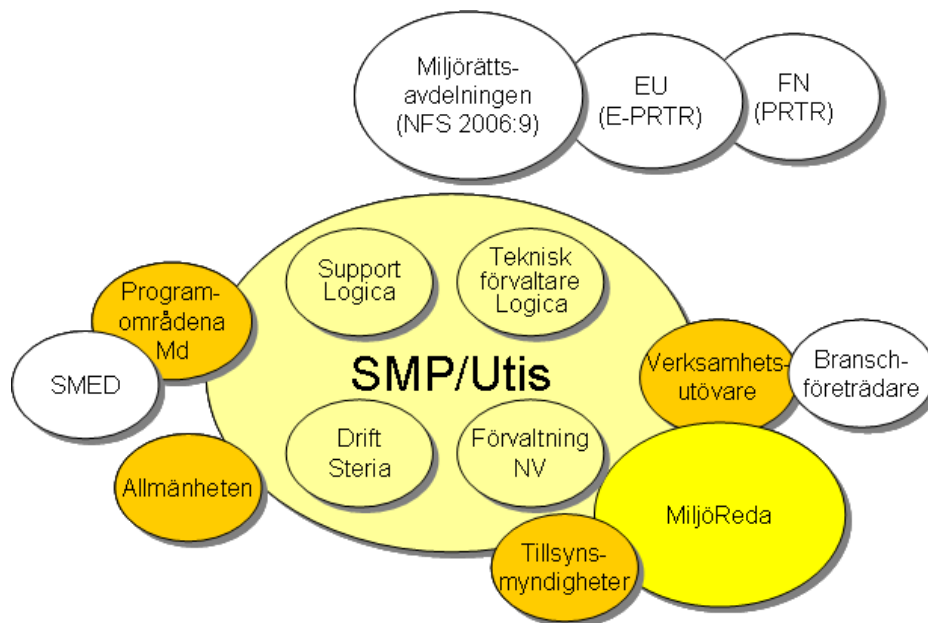 Miljörätts-
avdelningen
(NFS 2006:9)
EU
(E-PRTR)
FN
(PRTR)
Support
Logica
Teknisk
förvaltare
Logica
Program-
områdena
Md
SMED
SMP/Utis
Verksamhets-
utövare
Bransch-
företrädare
Drift
Steria
Förvaltning
NV
Allmänheten
MiljöReda
Tillsyns-
myndigheter